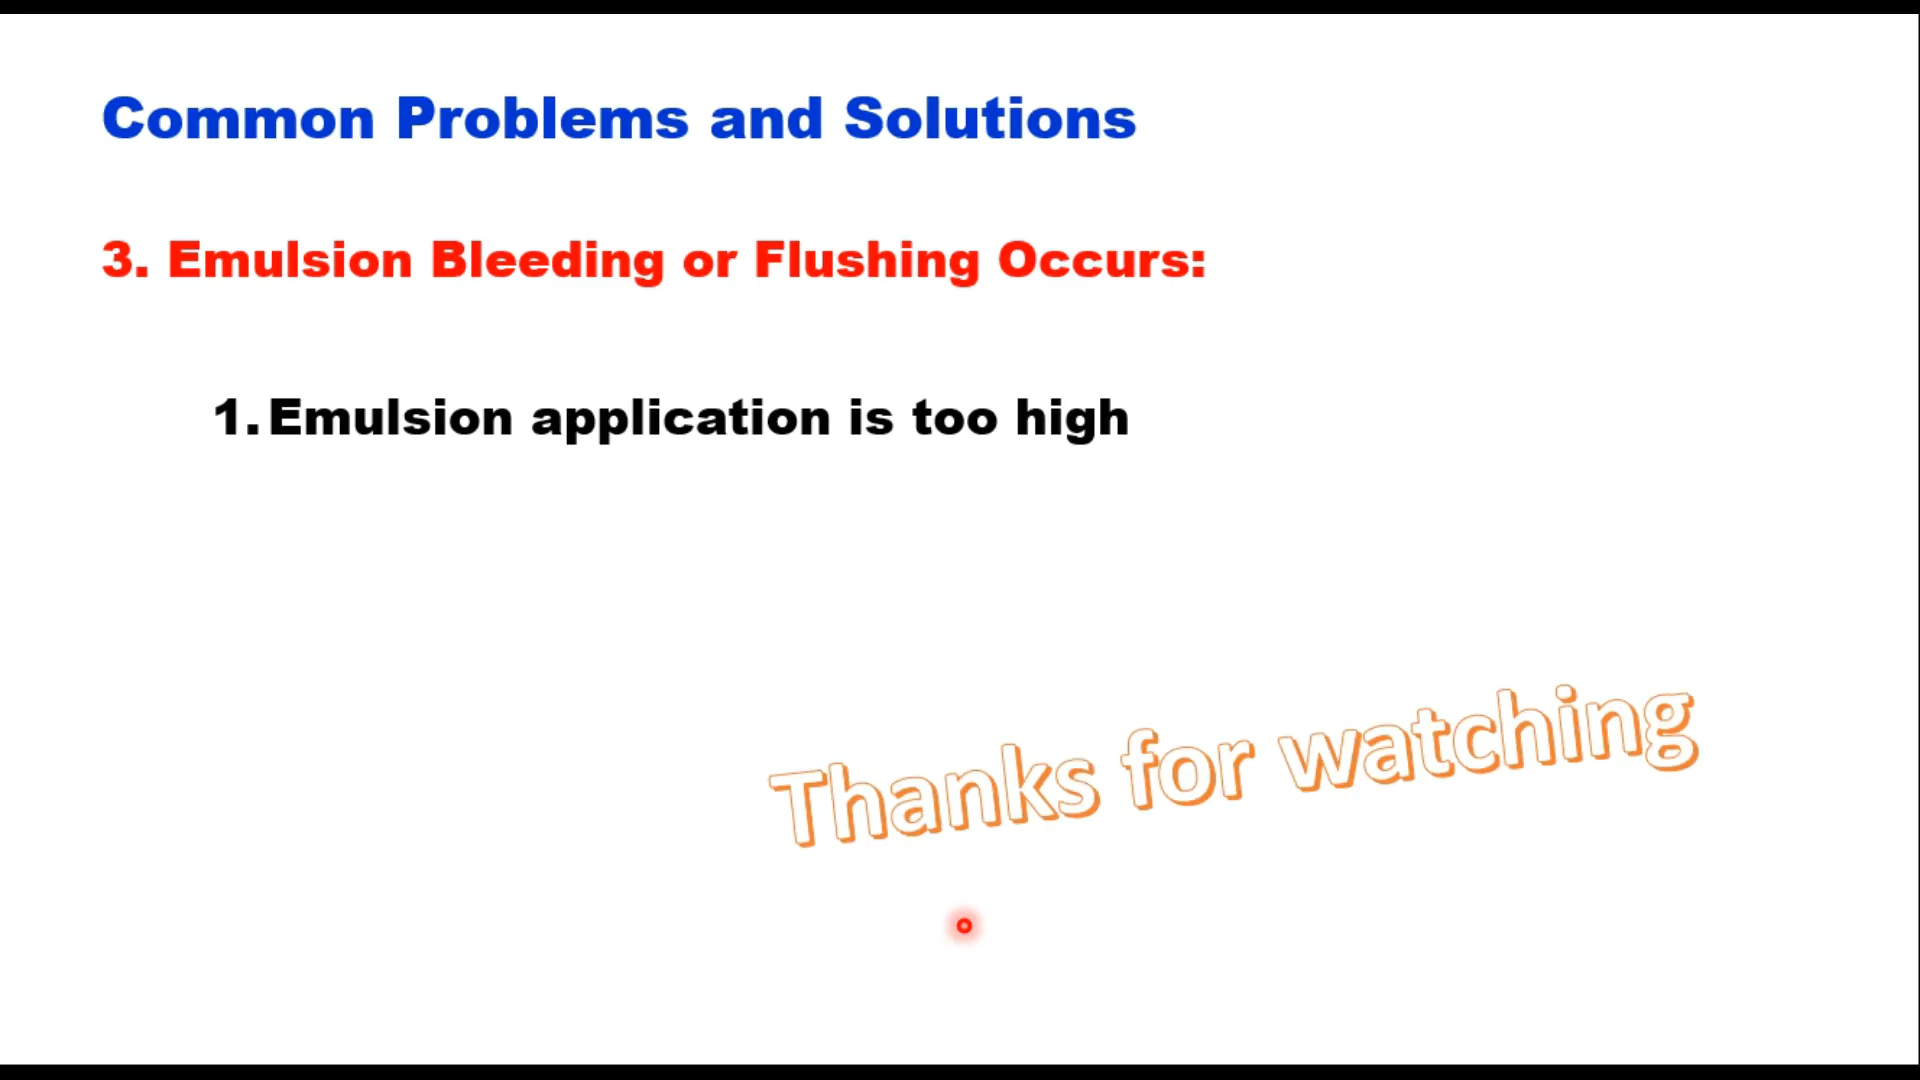 Common Problems and Solutions
3. Emulsion Bleeding or Flushing Occurs:
1. Emulsion application is too high
Thanks for watching